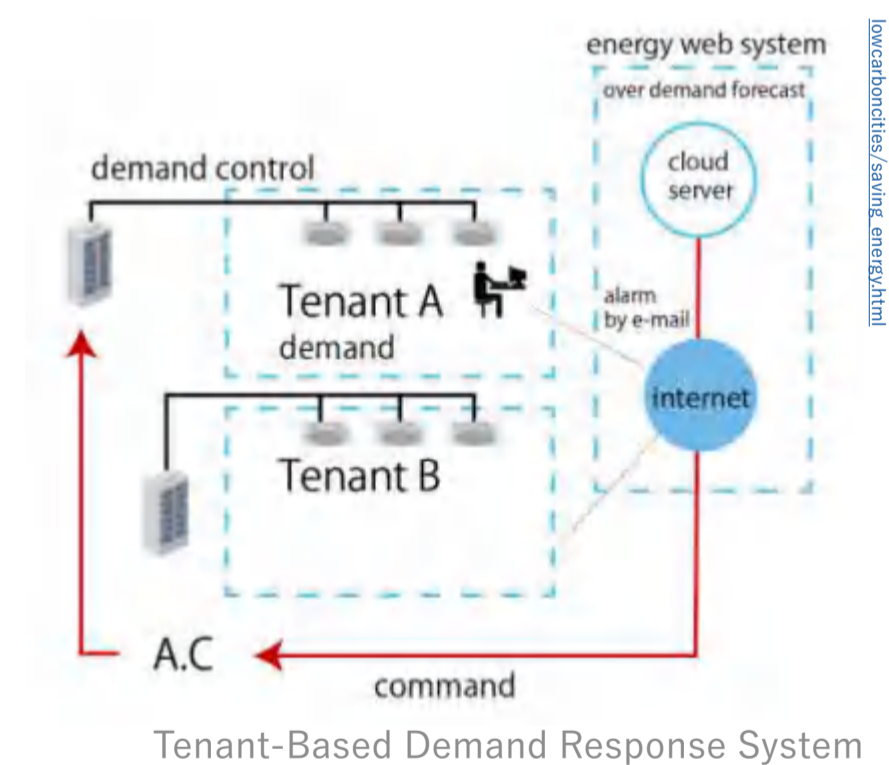 energy web system
over demand forecast
cloud
server
demand control
Tenant A
demand
alarm
by e-mail
internet
Tenant B
A.C
command
Tenant-Based Demand Response System
lowcarboncities/saving_energy.html